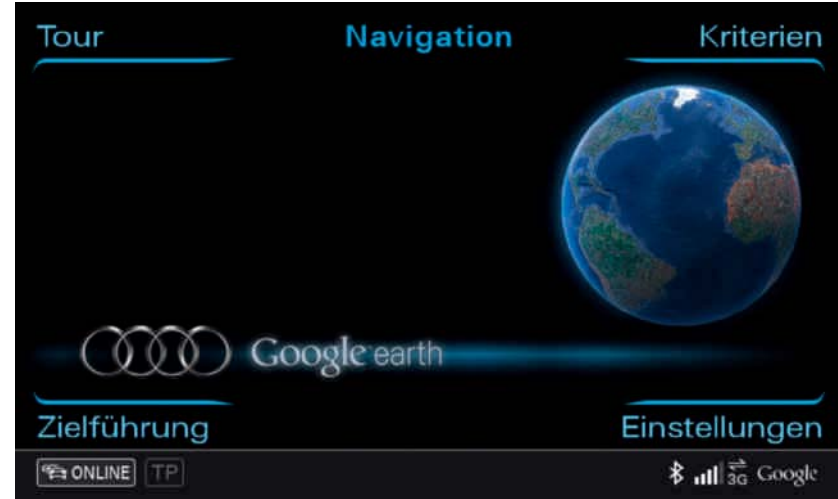 Tour Navigation Kriterien
Google earth
Zielführung Einstellungen
ONLINE TP 3G Google